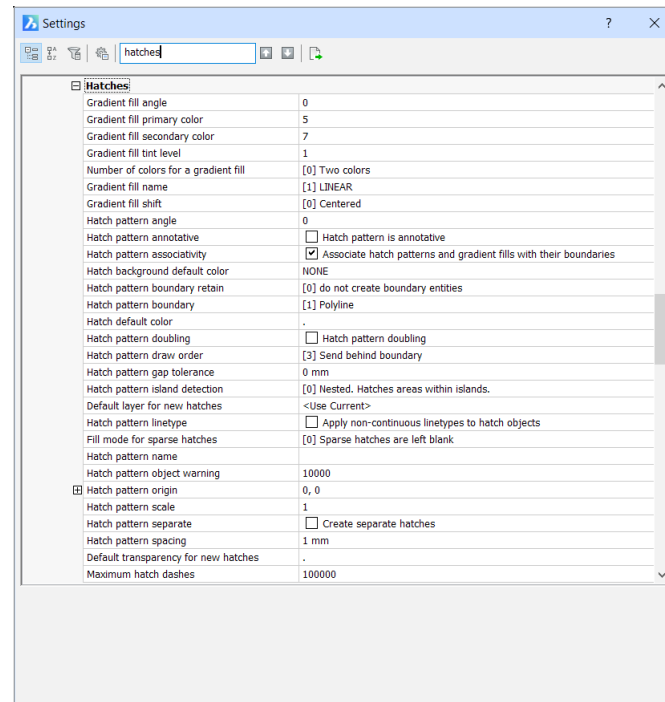 Settings
hatches
Hatches
Gradient fill angle 0
Gradient fill primary color 5
Gradient fill secondary color 7
Gradient fill tint level 1
Number of colors for a gradient fill [0] Two colors
Gradient fill name [1] LINEAR
Gradient fill shift [0] Centered
Hatch pattern angle 0
Hatch pattern annotative Hatch pattern is annotative
Hatch pattern associativity Associate hatch patterns and gradient fills with their boundaries
Hatch background default color NONE
Hatch pattern boundary retain [0] do not create boundary entities
Hatch pattern boundary [1] Polyline
Hatch default color .
Hatch pattern doubling Hatch pattern doubling
Hatch pattern draw order [3] Send behind boundary
Hatch pattern gap tolerance 0 mm
Hatch pattern island detection [0] Nested. Hatches areas within islands.
Default layer for new hatches <Use Current>
Hatch pattern linetype Apply non-continuous linetypes to hatch objects
Fill mode for sparse hatches [0] Sparse hatches are left blank
Hatch pattern name
Hatch pattern object warning 10000
Hatch pattern origin 0, 0
Hatch pattern scale 1
Hatch pattern separate Create separate hatches
Hatch pattern spacing 1 mm
Default transparency for new hatches .
Maximum hatch dashes 100000